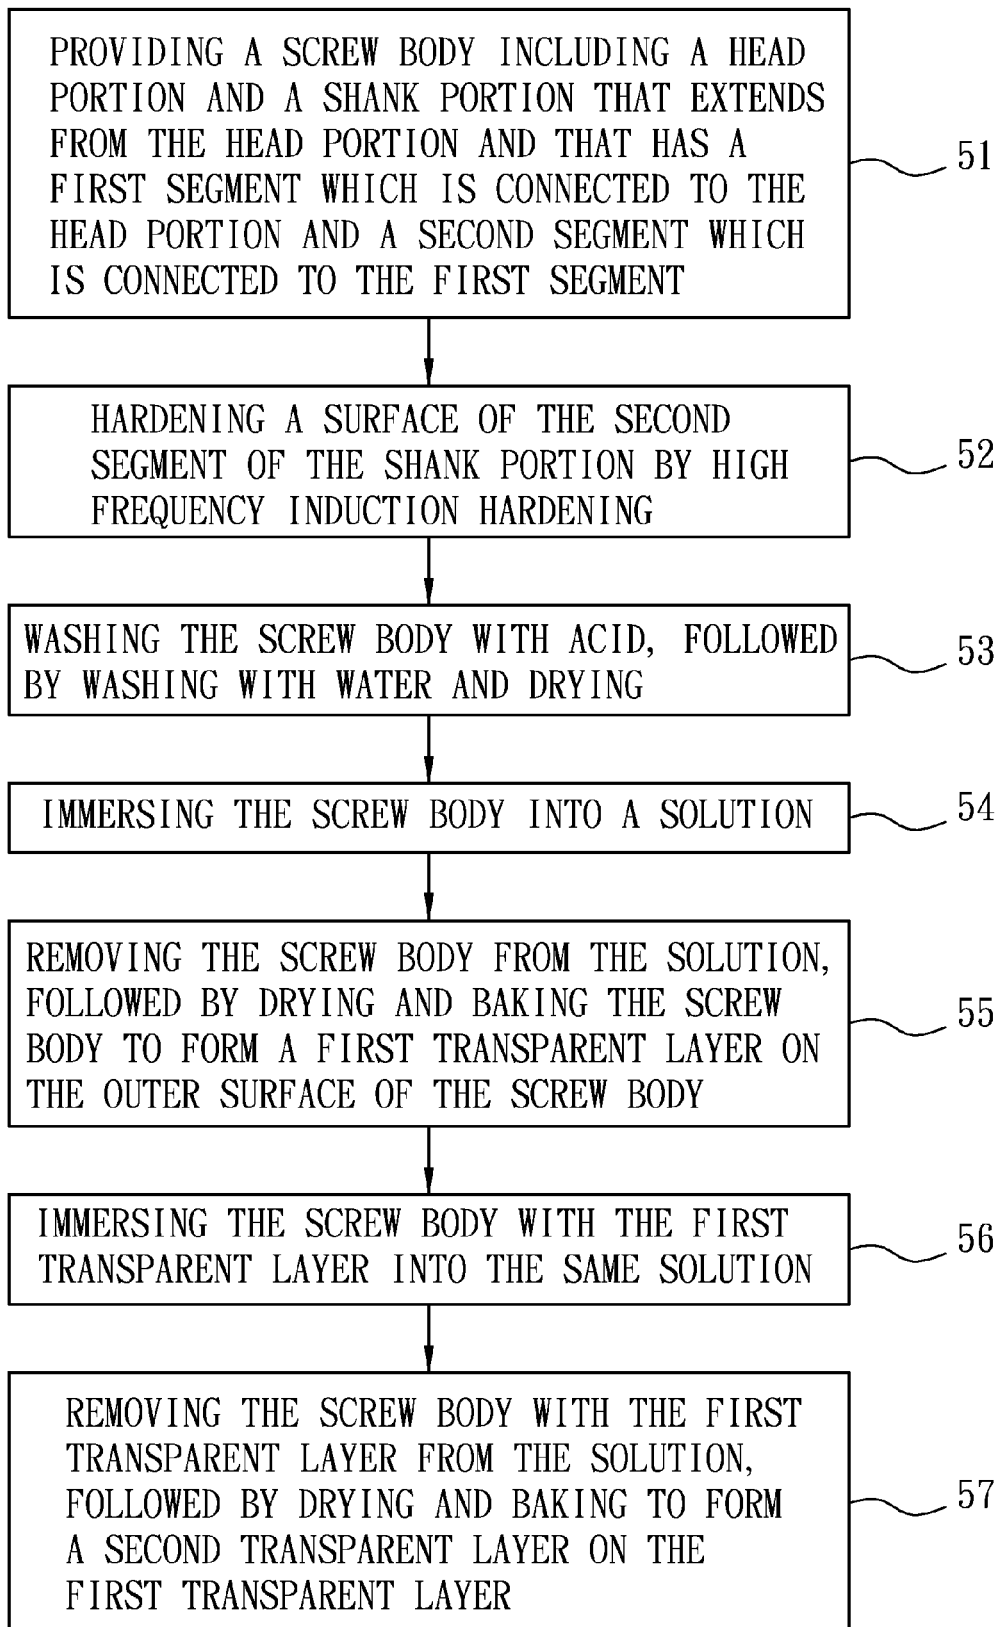 PROVIDING A SCREW BODY INCLUDING A HEAD
PORTION AND A SHANK PORTION THAT EXTENDS
FROM THE HEAD PORTION AND THAT HAS A
FIRST SEGMENT WHICH IS CONNECTED TO THE
HEAD PORTION AND A SECOND SEGMENT WHICH
IS CONNECTED TO THE FIRST SEGMENT
51
HARDENING A SURFACE OF THE SECOND
SEGMENT OF THE SHANK PORTION BY HIGH
FREQUENCY INDUCTION HARDENING
52
WASHING THE SCREW BODY WITH ACID, FOLLOWED
BY WASHING WITH WATER AND DRYING
53
IMMERSING THE SCREW BODY INTO A SOLUTION
54
REMOVING THE SCREW BODY FROM THE SOLUTION,
FOLLOWED BY DRYING AND BAKING THE SCREW
BODY TO FORM A FIRST TRANSPARENT LAYER ON
THE OUTER SURFACE OF THE SCREW BODY
55
IMMERSING THE SCREW BODY WITH THE FIRST
TRANSPARENT LAYER INTO THE SAME SOLUTION
56
REMOVING THE SCREW BODY WITH THE FIRST
TRANSPARENT LAYER FROM THE SOLUTION,
FOLLOWED BY DRYING AND BAKING TO FORM
A SECOND TRANSPARENT LAYER ON THE
FIRST TRANSPARENT LAYER
57